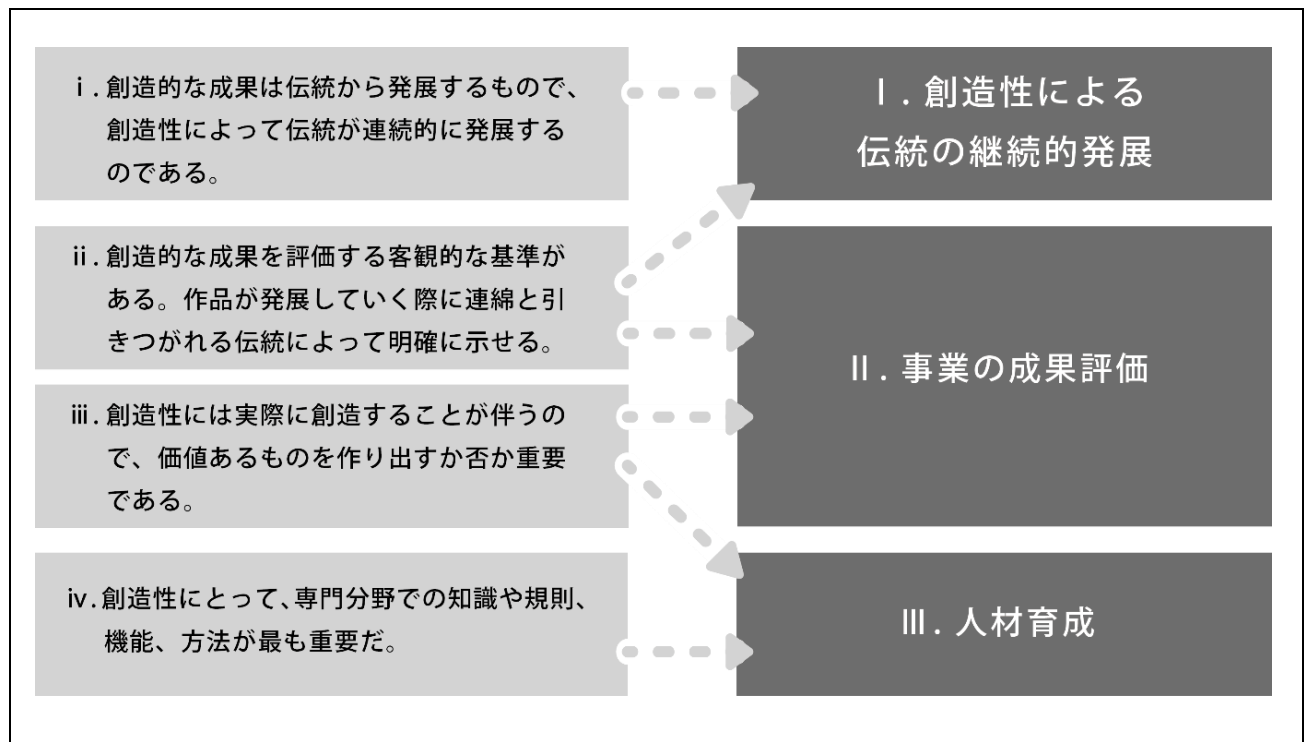 ⅰ. 創造的な成果は伝統から発展するもので、
創造性によって伝統が連続的に発展する
のである。
ⅱ. 創造的な成果を評価する客観的な基準が
ある。作品が発展していく際に連綿と引
きつがれる伝統によって明確に示せる。
ⅲ. 創造性には実際に創造することが伴うの
で、価値あるものを作り出すか否か重要
である。
ⅳ. 創造性にとって、専門分野での知識や規則、
機能、方法が最も重要だ。
Ⅰ. 創造性による
伝統の継続的発展
Ⅱ. 事業の成果評価
Ⅲ. 人材育成